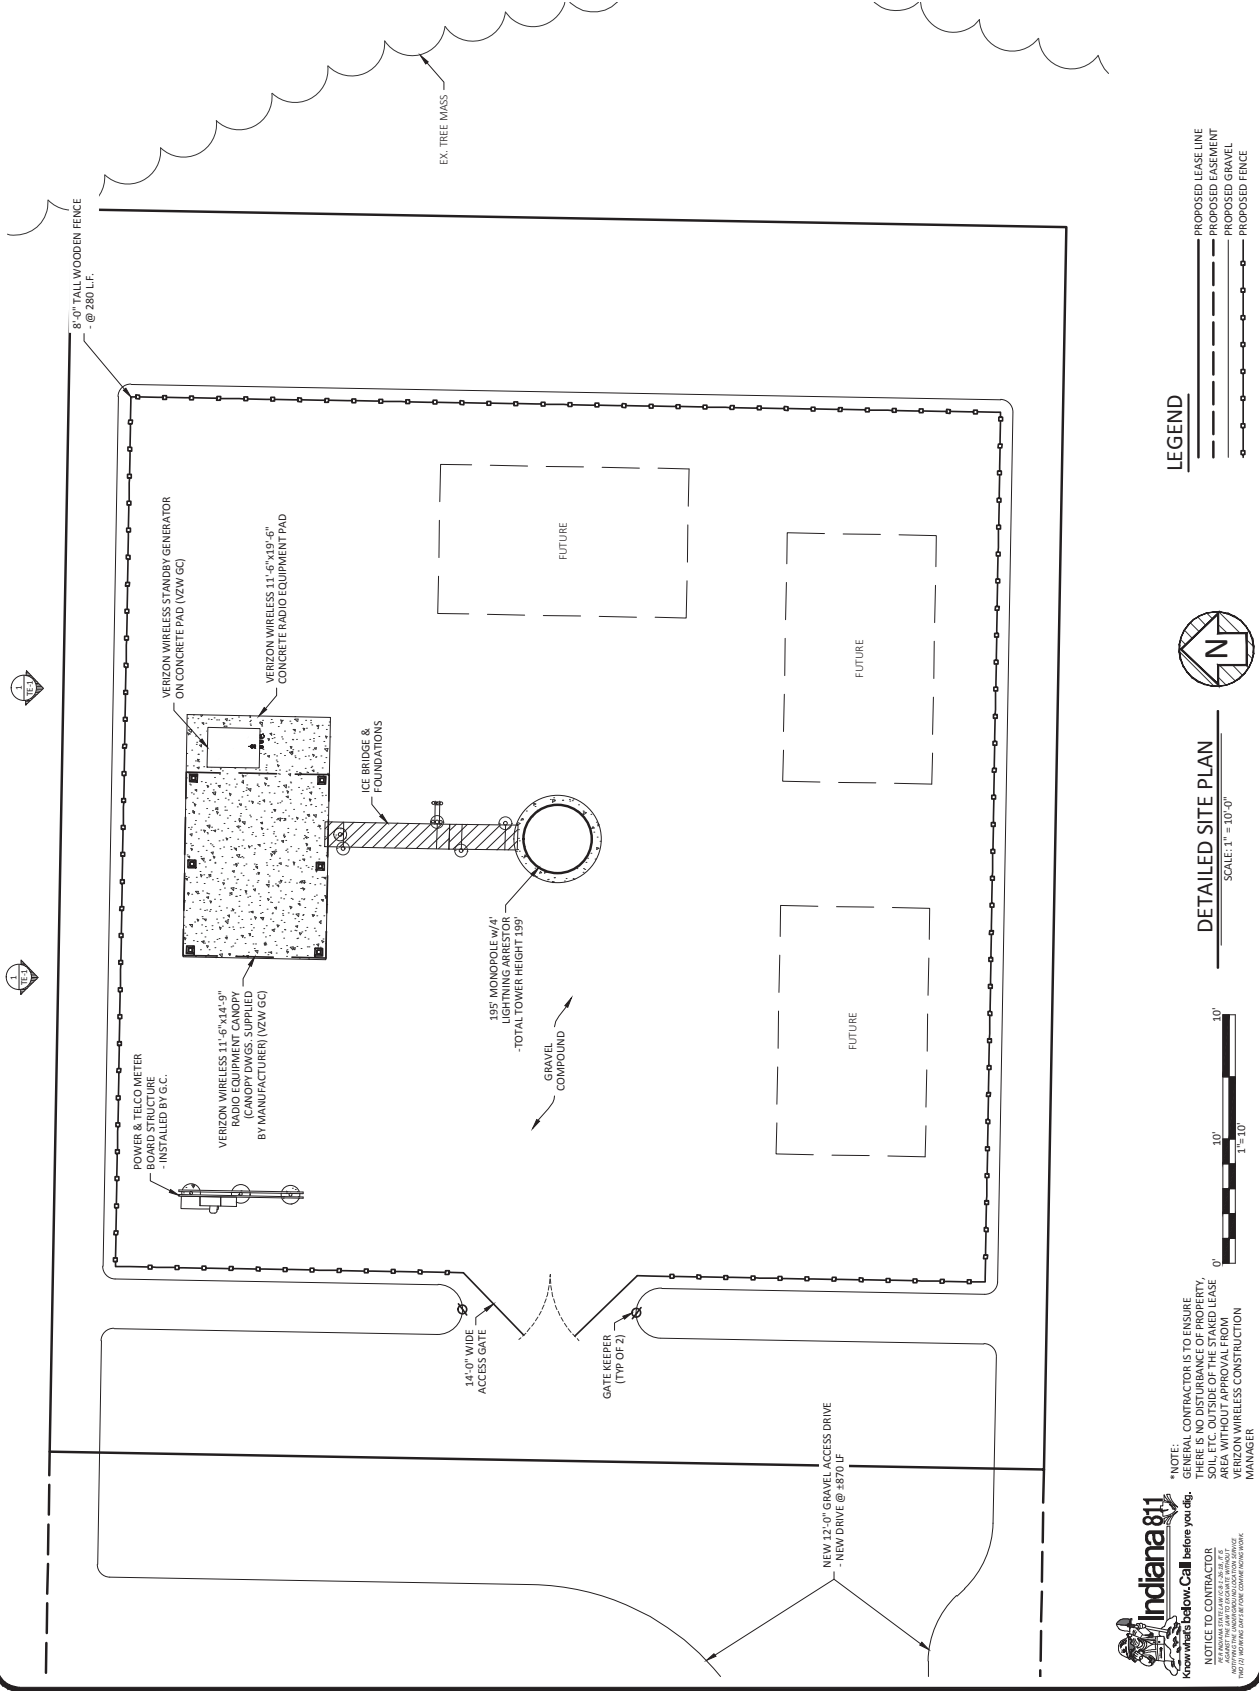 8'-0" TALL WOODEN FENCE
- @ 280 L.F.
EX. TREE MASS
1
TE-1
1
TE-1
VERIZON WIRELESS STANDBY GENERATOR
ON CONCRETE PAD (VZW GC)
VERIZON WIRELESS 11'-6"x19'-6"
CONCRETE RADIO EQUIPMENT PAD
ICE BRIDGE &
FOUNDATIONS
FUTURE
FUTURE
FUTURE
POWER & TELCO METER
BOARD STRUCTURE
- INSTALLED BY G.C.
VERIZON WIRELESS 11'-6"x14'-9"
RADIO EQUIPMENT CANOPY
(CANOPY DWGS. SUPPLIED
BY MANUFACTURER) (VZW GC)
195' MONOPOLE w/4'
LIGHTNING ARRESTOR
-TOTAL TOWER HEIGHT 199'
GRAVEL
COMPOUND
14'-0" WIDE
ACCESS GATE
GATE KEEPER
(TYP OF 2)
NEW 12'-0" GRAVEL ACCESS DRIVE
- NEW DRIVE @ ±870 LF
Indiana 811
Know what's below. Call before you dig.
NOTICE TO CONTRACTOR
*NOTE:
GENERAL CONTRACTOR IS TO ENSURE
THERE IS NO DISTURBANCE OF PROPERTY,
SOIL, ETC. OUTSIDE OF THE STAKED LEASE
AREA WITHOUT APPROVAL FROM
VERIZON WIRELESS CONSTRUCTION
MANAGER
0'
10'
10'
1"=10'
DETAILED SITE PLAN
SCALE: 1" = 10'-0"
N
LEGEND
PROPOSED LEASE LINE
PROPOSED EASEMENT
PROPOSED GRAVEL
PROPOSED FENCE